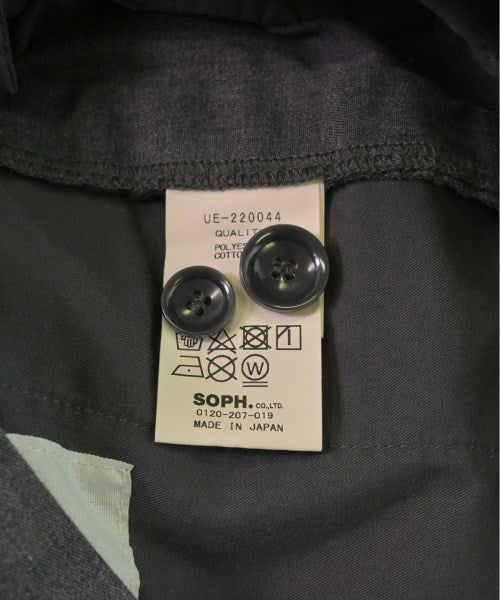 UE-220044
QUALIT
POLYES
COTTO
SOPH. CO.,LTD.
0120-207-019
MADE IN JAPAN